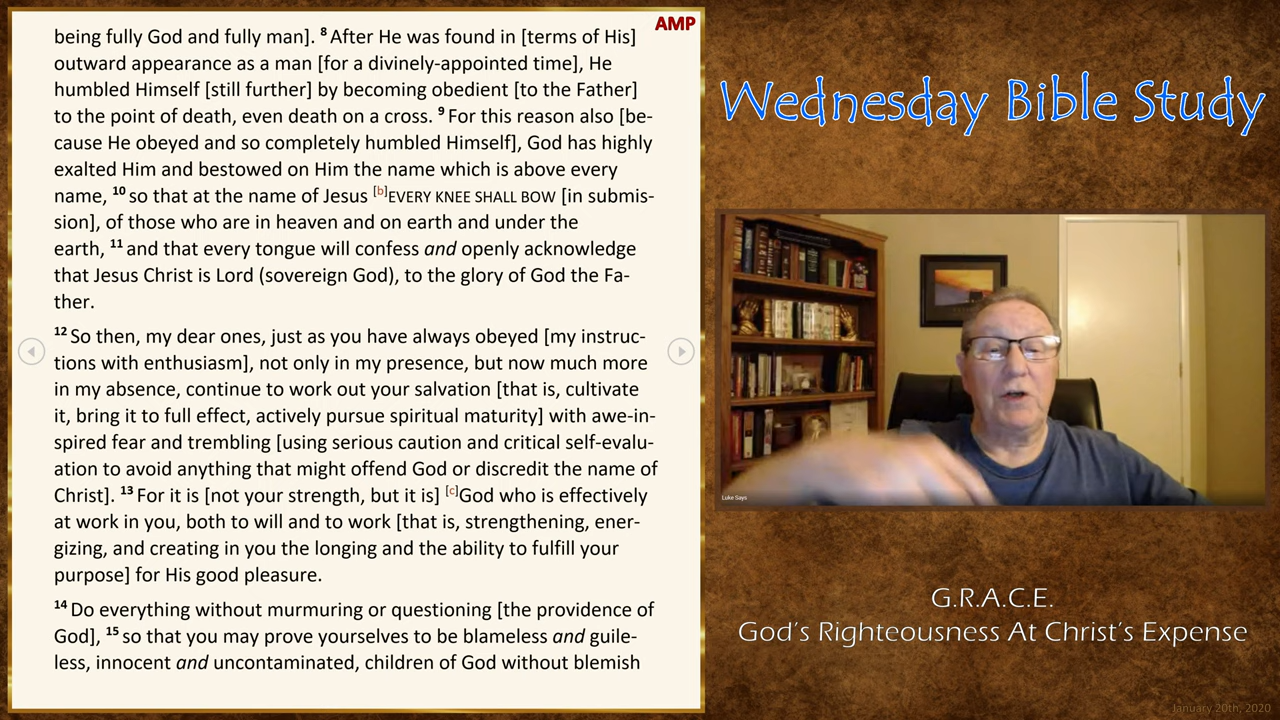 AMP
being fully God and fully man]. 8 After He was found in [terms of His]
outward appearance as a man [for a divinely-appointed time], He
humbled Himself [still further] by becoming obedient [to the Father]
to the point of death, even death on a cross. 9 For this reason also [be-
cause He obeyed and so completely humbled Himself], God has highly
exalted Him and bestowed on Him the name which is above every
name, 10 so that at the name of Jesus [b]EVERY KNEE SHALL BOW [in submis-
sion], of those who are in heaven and on earth and under the
earth, 11 and that every tongue will confess and openly acknowledge
that Jesus Christ is Lord (sovereign God), to the glory of God the Fa-
ther.
12 So then, my dear ones, just as you have always obeyed [my instruc-
tions with enthusiasm], not only in my presence, but now much more
in my absence, continue to work out your salvation [that is, cultivate
it, bring it to full effect, actively pursue spiritual maturity] with awe-in-
spired fear and trembling [using serious caution and critical self-evalu-
ation to avoid anything that might offend God or discredit the name of
Christ]. 13 For it is [not your strength, but it is] [c]God who is effectively
at work in you, both to will and to work [that is, strengthening, ener-
gizing, and creating in you the longing and the ability to fulfill your
purpose] for His good pleasure.
14 Do everything without murmuring or questioning [the providence of
God], 15 so that you may prove yourselves to be blameless and guile-
less, innocent and uncontaminated, children of God without blemish
Wednesday Bible Study
Luke Says
G.R.A.C.E.
God's Righteousness At Christ's Expense
January 20th, 2020